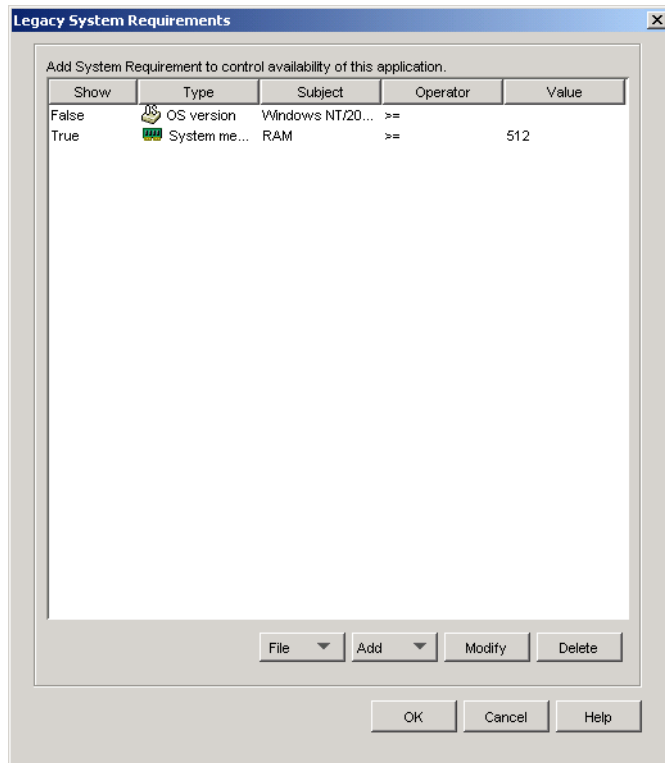 Legacy System Requirements
Add System Requirement to control availability of this application.
Show Type Subject Operator Value
False OS version Windows NT/20... >=
True System me... RAM >= 512
File Add Modify Delete
OK Cancel Help